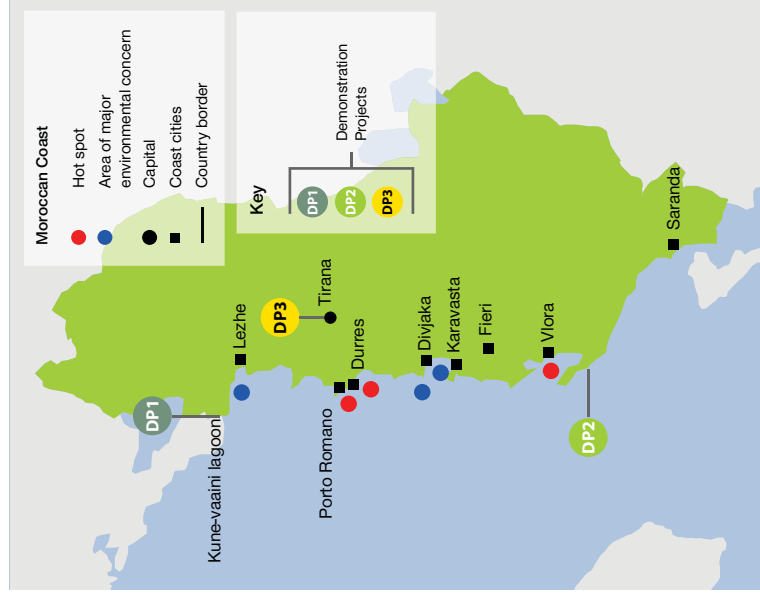 Moroccan Coast
Hot spot
Area of major
environmental concern
Capital
Coast cities
Country border
Key
DP1
DP2
DP3
Demonstration
Projects
DP1
Kune-vaaini lagoon
Lezhe
DP3
Tirana
Porto Romano
Durres
Divjaka
Karavasta
Fieri
Vlora
DP2
Saranda